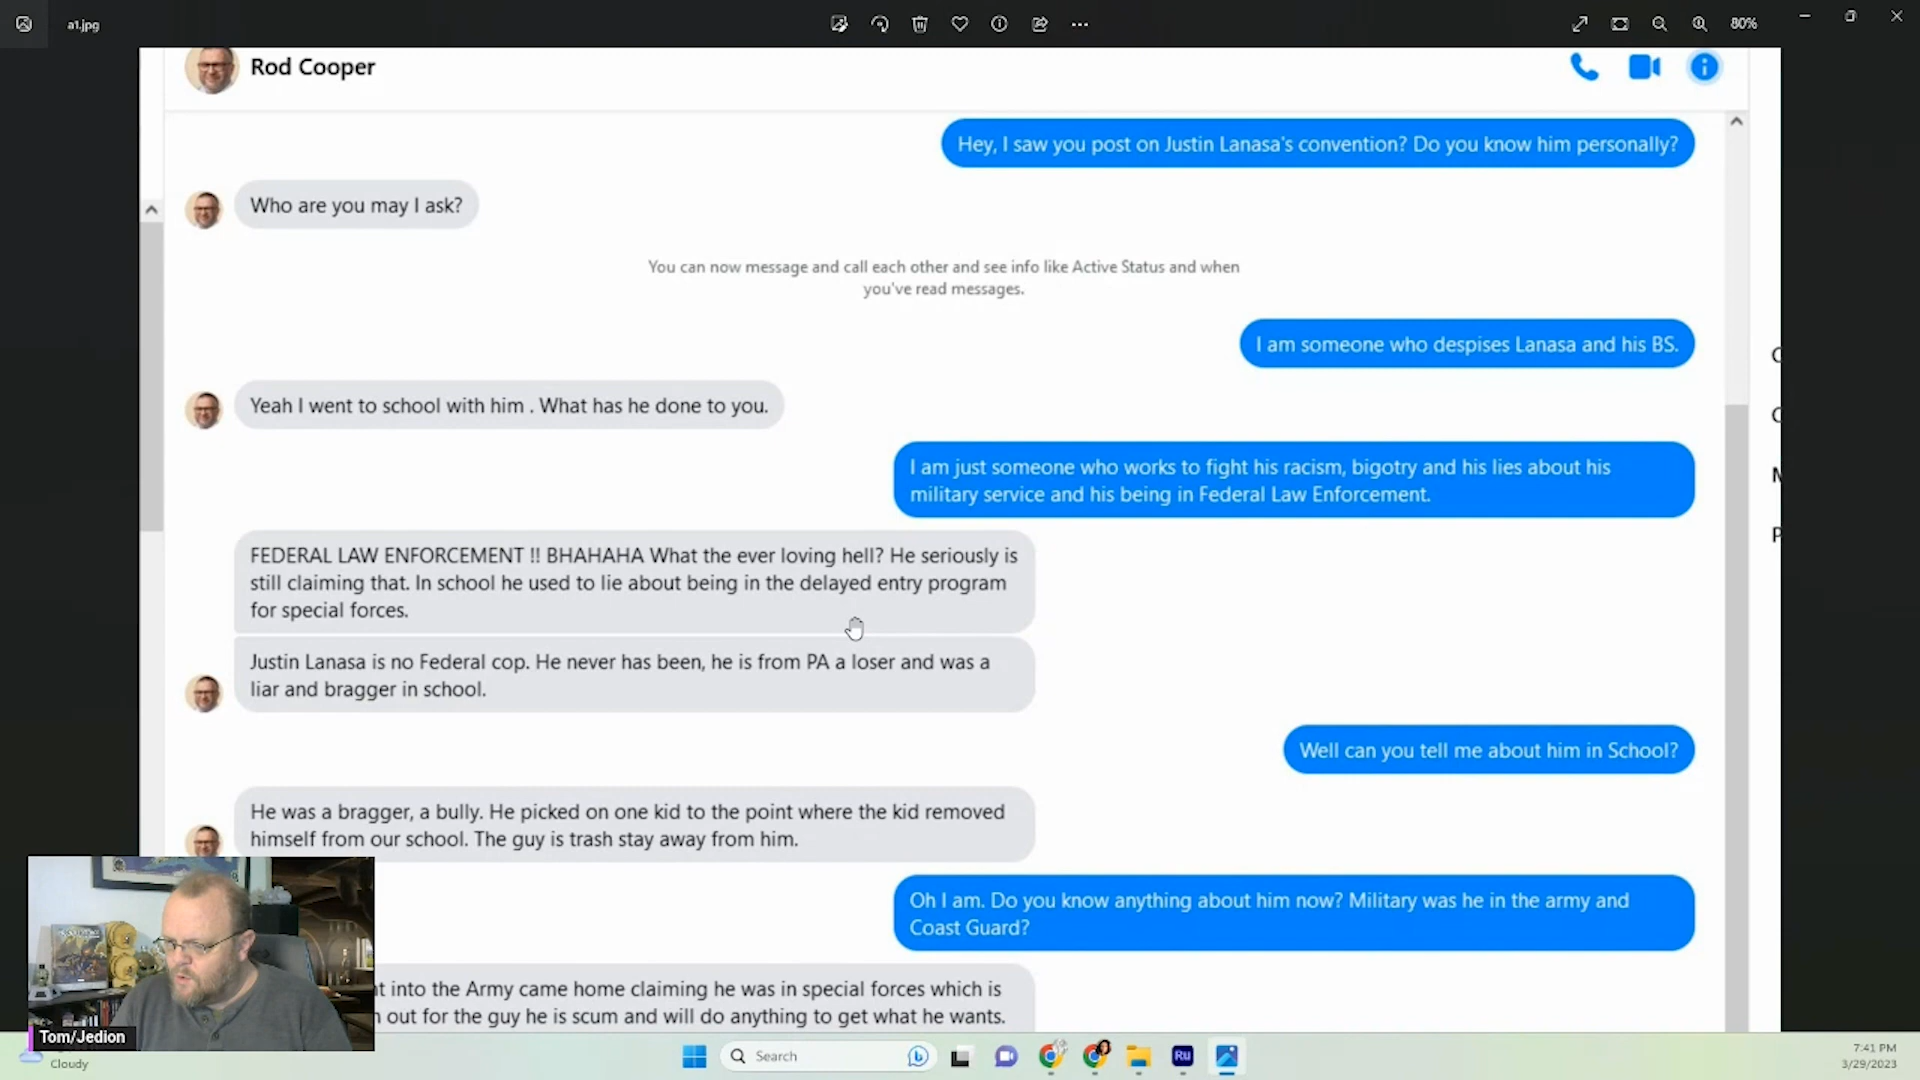 a1.jpg
80%
Rod Cooper
Hey, I saw you post on Justin Lanasa's convention? Do you know him personally?
Who are you may I ask?
You can now message and call each other and see info like Active Status and when
you've read messages.
I am someone who despises Lanasa and his BS.
Yeah I went to school with him . What has he done to you.
I am just someone who works to fight his racism, bigotry and his lies about his
military service and his being in Federal Law Enforcement.
FEDERAL LAW ENFORCEMENT !! BHAHAHA What the ever loving hell? He seriously is
still claiming that. In school he used to lie about being in the delayed entry program
for special forces.
Justin Lanasa is no Federal cop. He never has been, he is from PA a loser and was a
liar and bragger in school.
Well can you tell me about him in School?
He was a bragger, a bully. He picked on one kid to the point where the kid removed
himself from our school. The guy is trash stay away from him.
Oh I am. Do you know anything about him now? Military was he in the army and
Coast Guard?
into the Army came home claiming he was in special forces which is
out for the guy he is scum and will do anything to get what he wants.
Tom/Jedion
Cloudy
Search
Ru
7:41 PM
3/29/2023